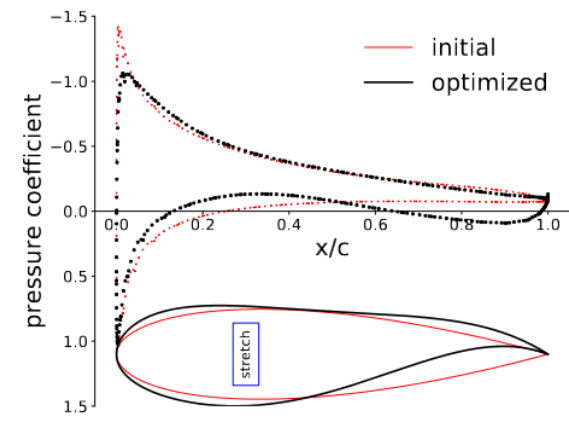 −1.5
−1.0
−0.5
0.0
0.5
1.0
1.5
pressure coefficient
initial
optimized
0.0 0.2 0.4 0.6 0.8 1.0
x/c
stretch